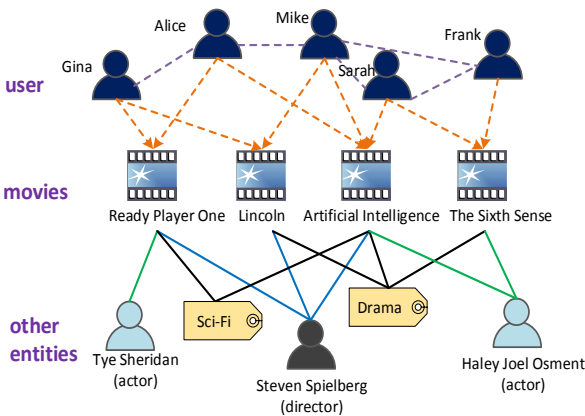 Alice
Mike
Frank
Gina
Sarah
user
movies
Ready Player One
Lincoln
Artificial Intelligence
The Sixth Sense
Sci-Fi
Drama
other
entities
Tye Sheridan
(actor)
Steven Spielberg
(director)
Haley Joel Osment
(actor)